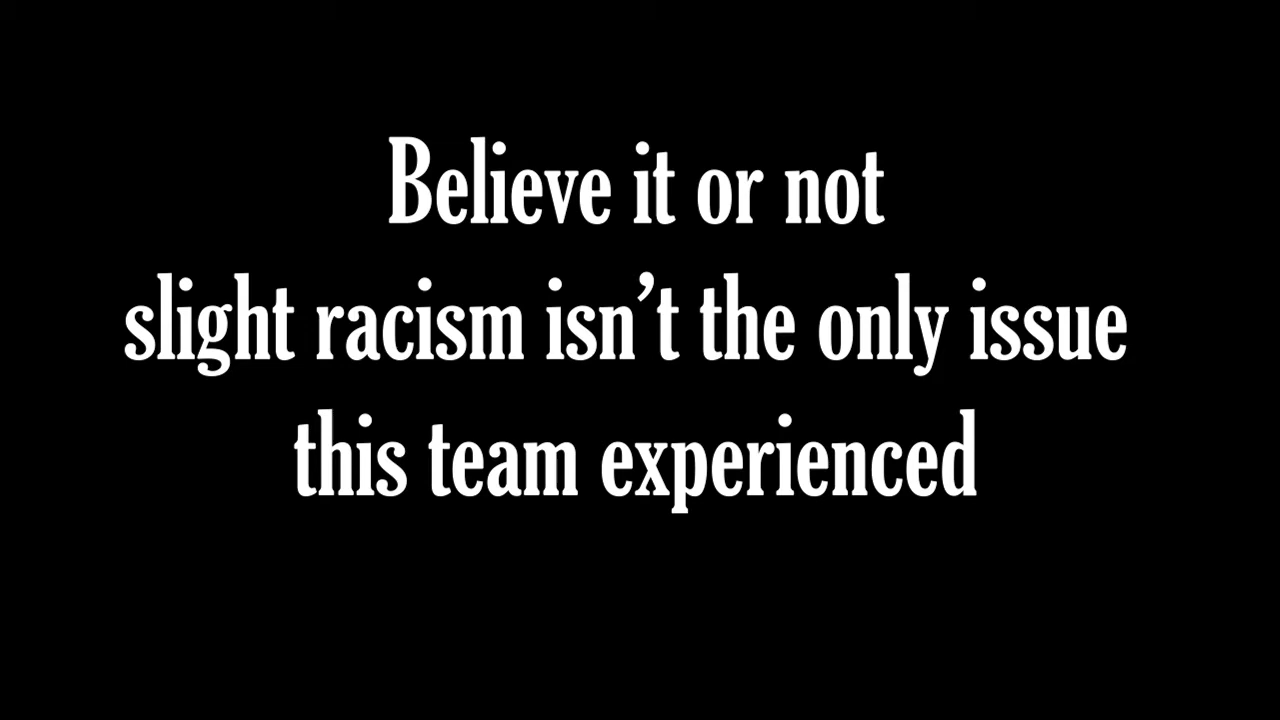 Believe it or not
slight racism isn’t the only issue
this team experienced